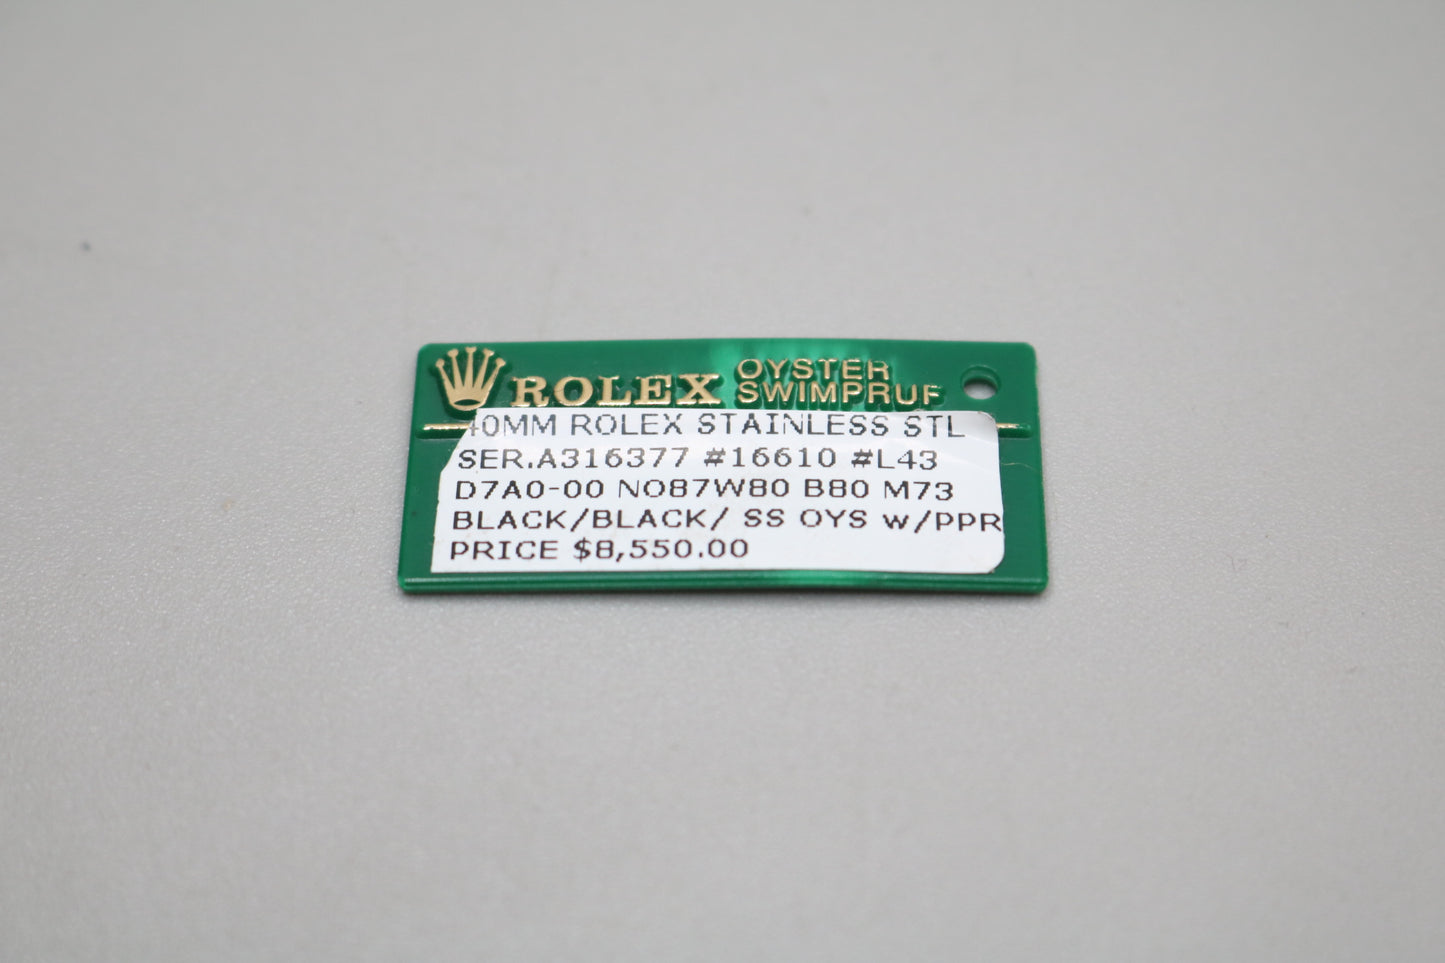 ROLEX OYSTER SWIMPRUF
40MM ROLEX STAINLESS STL
SER.A316377 #16610 #L43
D7A0-00 NO87W80 B80 M73
BLACK/BLACK/ SS OYS w/PPR
PRICE $8,550.00